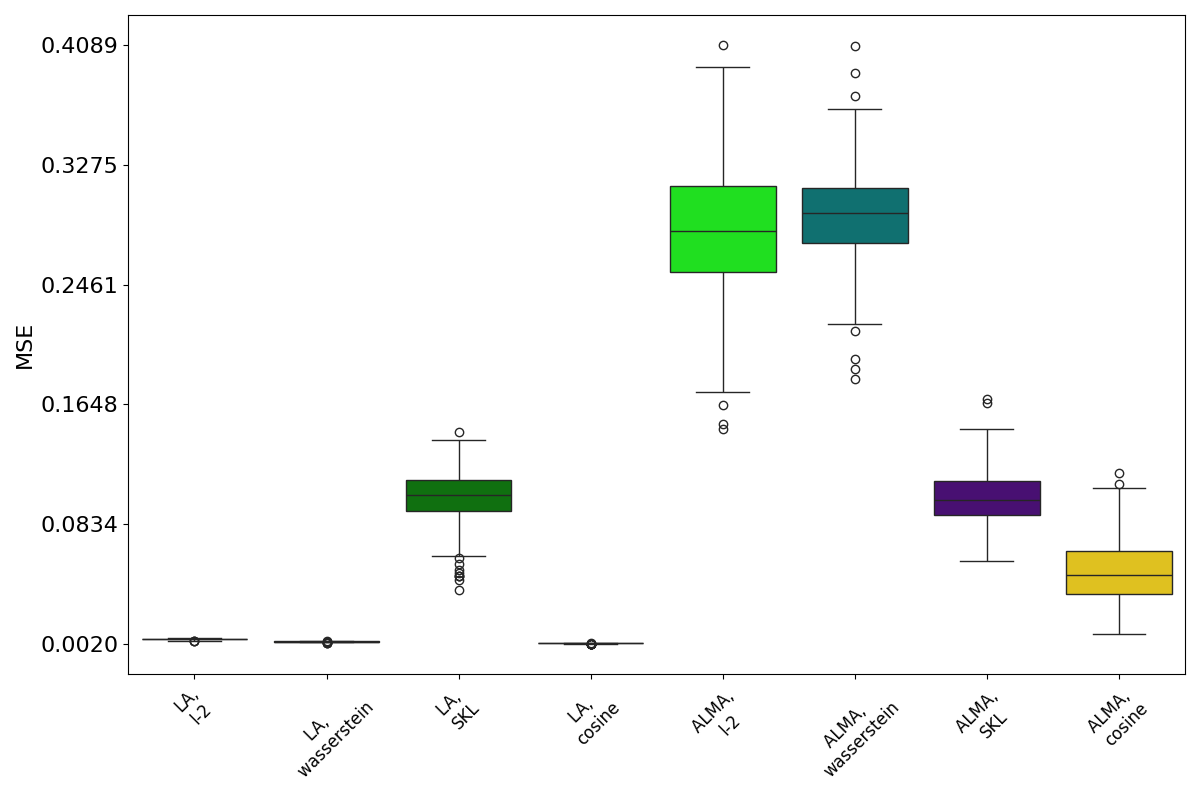 0.4089
0.3275
0.2461
0.1648
0.0834
0.0020
MSE
LA,
l-2
LA,
wasserstein
LA,
SKL
LA,
cosine
ALMA,
l-2
ALMA,
wasserstein
ALMA,
SKL
ALMA,
cosine